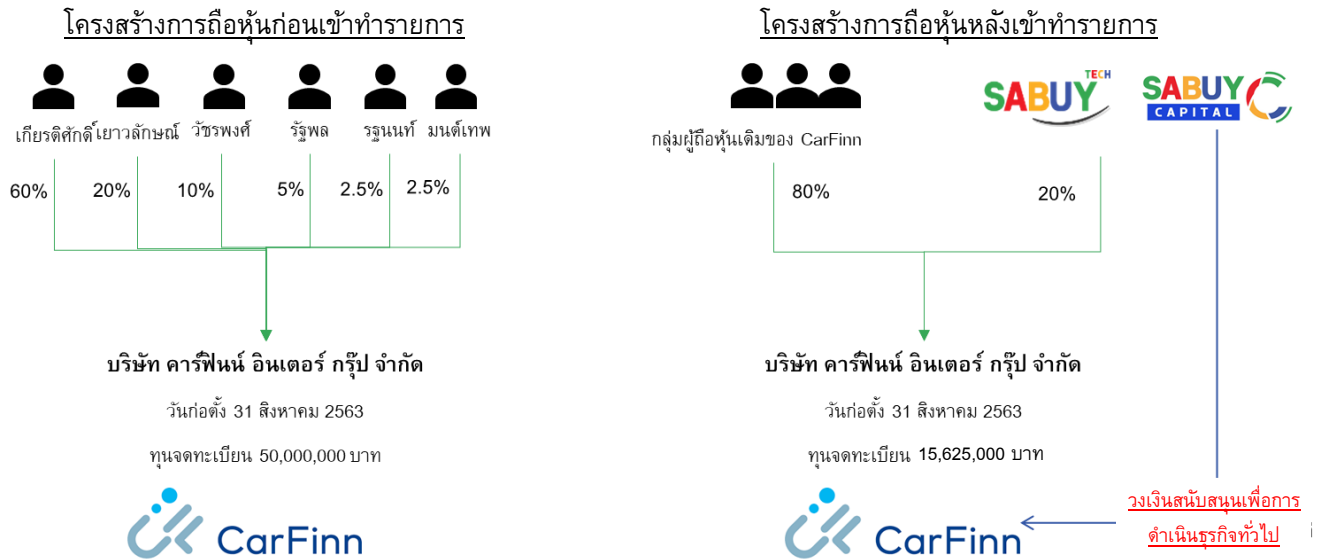 โครงสร้างการถือหุ้นก่อนเข้าทำรายการ
เกียรติศักดิ์ เยาวลักษณ์ วัชรพงศ์ รัฐพล รฐนนท์ มนต์เทพ
60% 20% 10% 5% 2.5% 2.5%
บริษัท คาร์ฟินน์ อินเตอร์ กรุ๊ป จำกัด
วันก่อตั้ง 31 สิงหาคม 2563
ทุนจดทะเบียน 50,000,000 บาท
CarFinn
โครงสร้างการถือหุ้นหลังเข้าทำรายการ
SABUY TECH
SABUY
CAPITAL
กลุ่มผู้ถือหุ้นเดิมของ CarFinn
80% 20%
บริษัท คาร์ฟินน์ อินเตอร์ กรุ๊ป จำกัด
วันก่อตั้ง 31 สิงหาคม 2563
ทุนจดทะเบียน 15,625,000 บาท
CarFinn
วงเงินสนับสนุนเพื่อการ
ดำเนินธุรกิจทั่วไป